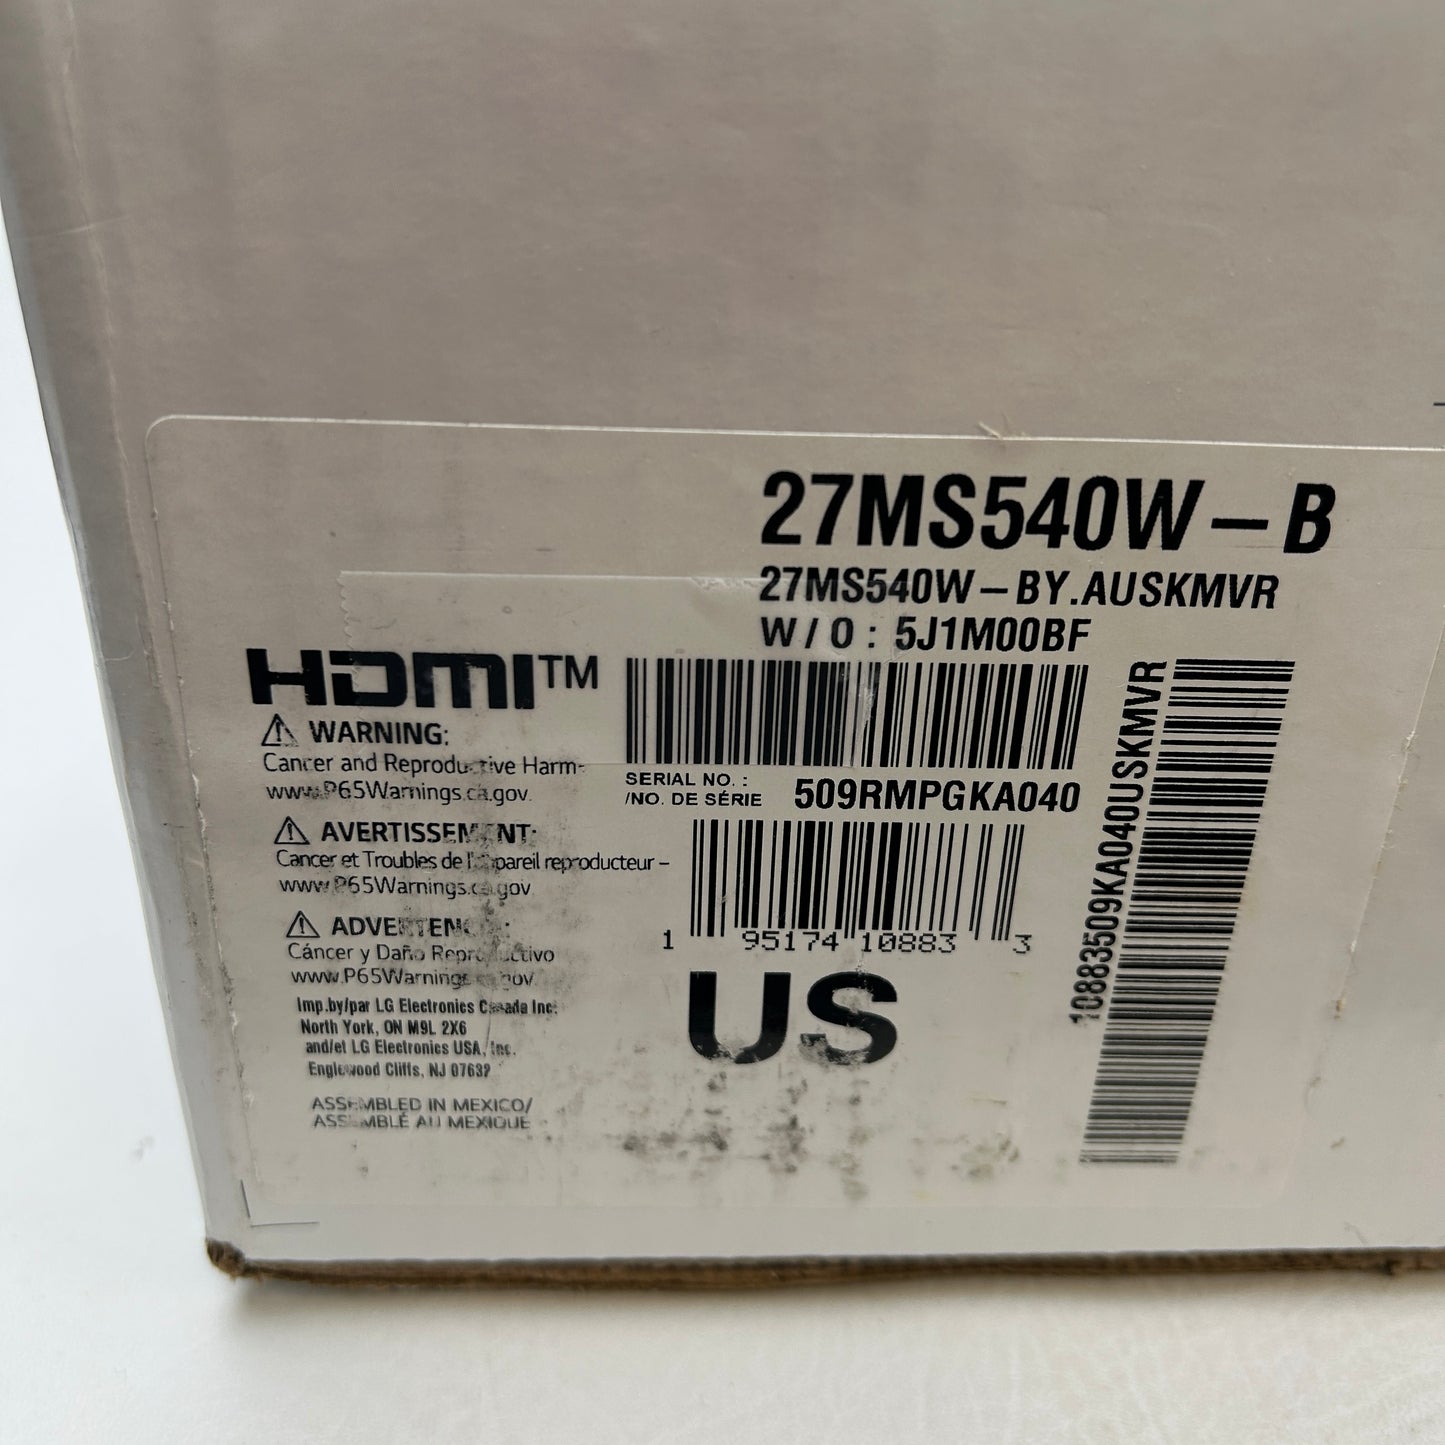 27MS540W-B
27MS540W-BY.AUSKMVR
W/O : 5J1M00BF
HDMI™
WARNING:
Cancer and Reproductive Harm-
www.P65Warnings.ca.gov.
AVERTISSEMENT:
Cancer et Troubles de l'appareil reproducteur –
www.P65Warnings.ca.gov
ADVERTENCIA:
Cáncer y Daño Reproductivo
www.P65Warnings.ca.gov
Imp.by/par LG Electronics Canada Inc.
North York, ON M9L 2X6
and/et LG Electronics USA, Inc.
Englewood Cliffs, NJ 07632
ASSEMBLED IN MEXICO/
ASSEMBLÉ AU MEXIQUE
SERIAL NO. :
/NO. DE SÉRIE 509RMPGKA040
1 95174 10883 3
US
10883509KA040USKMVR